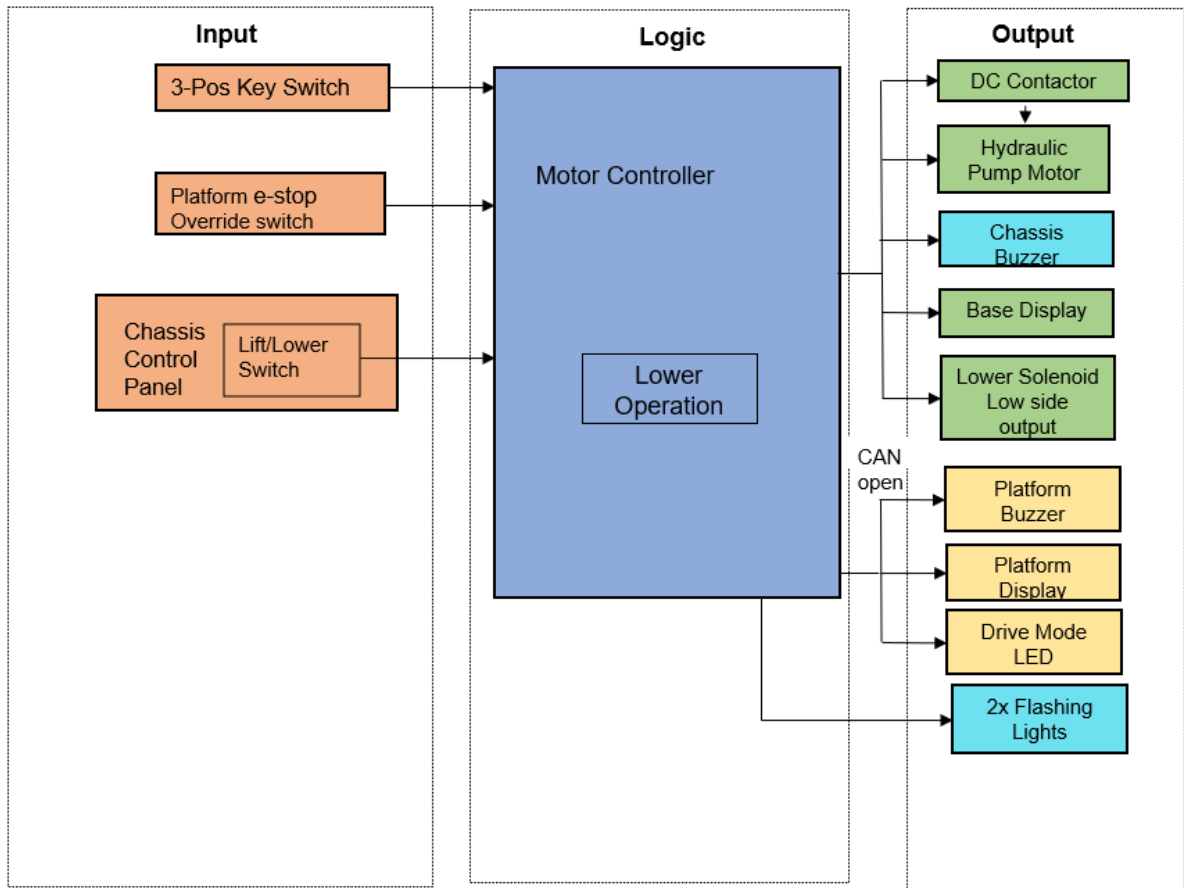 Input
3-Pos Key Switch
Platform e-stop
Override switch
Chassis
Control
Panel
Lift/Lower
Switch
Logic
Motor Controller
Lower
Operation
CAN
open
Output
DC Contactor
Hydraulic
Pump Motor
Chassis
Buzzer
Base Display
Lower Solenoid
Low side
output
Platform
Buzzer
Platform
Display
Drive Mode
LED
2x Flashing
Lights